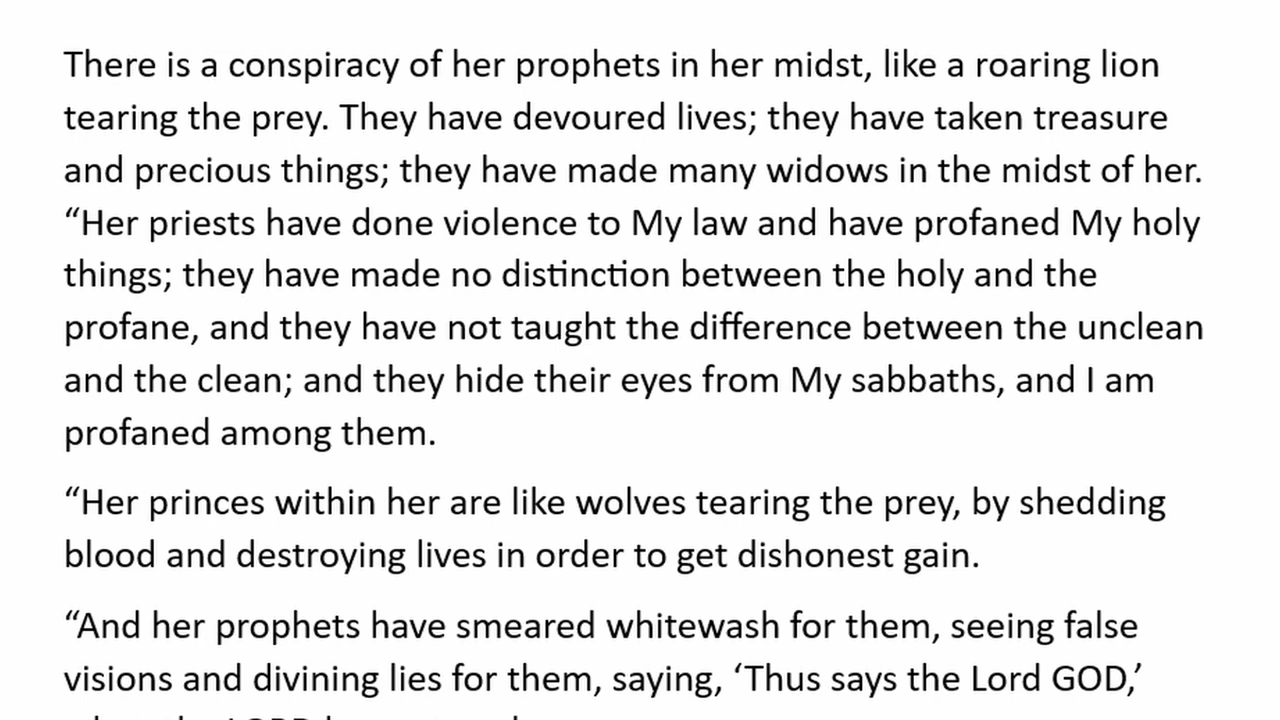 There is a conspiracy of her prophets in her midst, like a roaring lion
tearing the prey. They have devoured lives; they have taken treasure
and precious things; they have made many widows in the midst of her.
“Her priests have done violence to My law and have profaned My holy
things; they have made no distinction between the holy and the
profane, and they have not taught the difference between the unclean
and the clean; and they hide their eyes from My sabbaths, and I am
profaned among them.
“Her princes within her are like wolves tearing the prey, by shedding
blood and destroying lives in order to get dishonest gain.
“And her prophets have smeared whitewash for them, seeing false
visions and divining lies for them, saying, ‘Thus says the Lord GOD,’